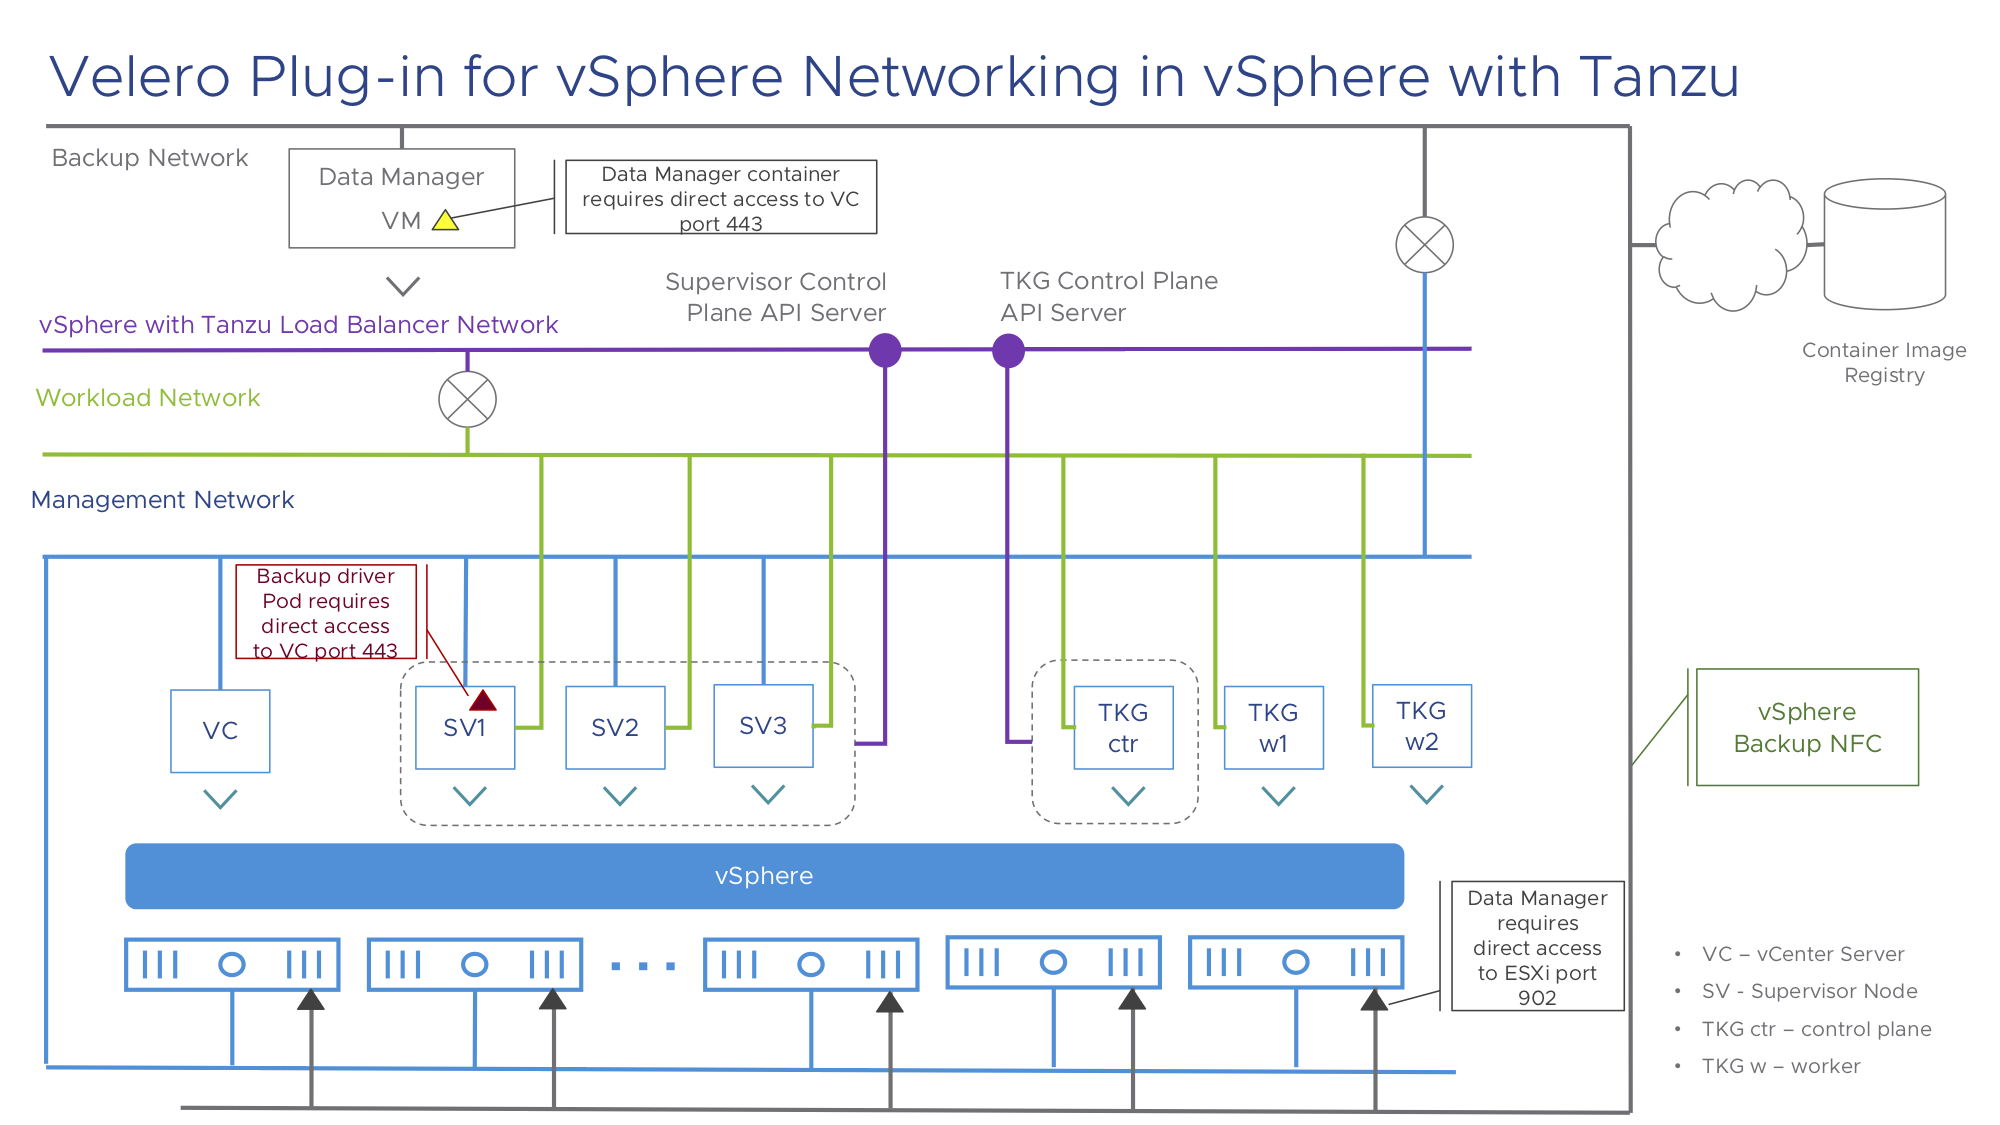 Velero Plug-in for vSphere Networking in vSphere with Tanzu
Backup Network
Data Manager
VM
Data Manager container
requires direct access to VC
port 443
Supervisor Control
Plane API Server
TKG Control Plane
API Server
vSphere with Tanzu Load Balancer Network
Container Image
Registry
Workload Network
Management Network
Backup driver
Pod requires
direct access
to VC port 443
VC
SV1
SV2
SV3
TKG
ctr
TKG
w1
TKG
w2
vSphere
Backup NFC
vSphere
Data Manager
requires
direct access
to ESXi port
902
• VC – vCenter Server
• SV - Supervisor Node
• TKG ctr – control plane
• TKG w – worker